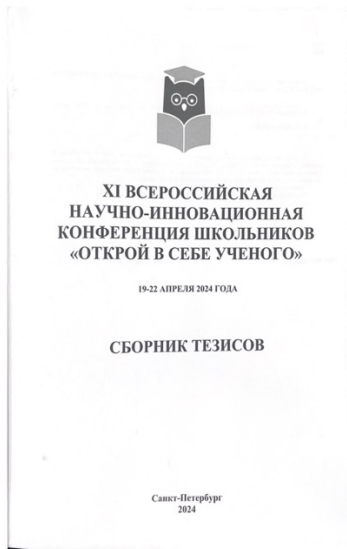 XI ВСЕРОССИЙСКАЯ
НАУЧНО-ИННОВАЦИОННАЯ
КОНФЕРЕНЦИЯ ШКОЛЬНИКОВ
«ОТКРОЙ В СЕБЕ УЧЕНОГО»
19-22 АПРЕЛЯ 2024 ГОДА
СБОРНИК ТЕЗИСОВ
Санкт-Петербург
2024